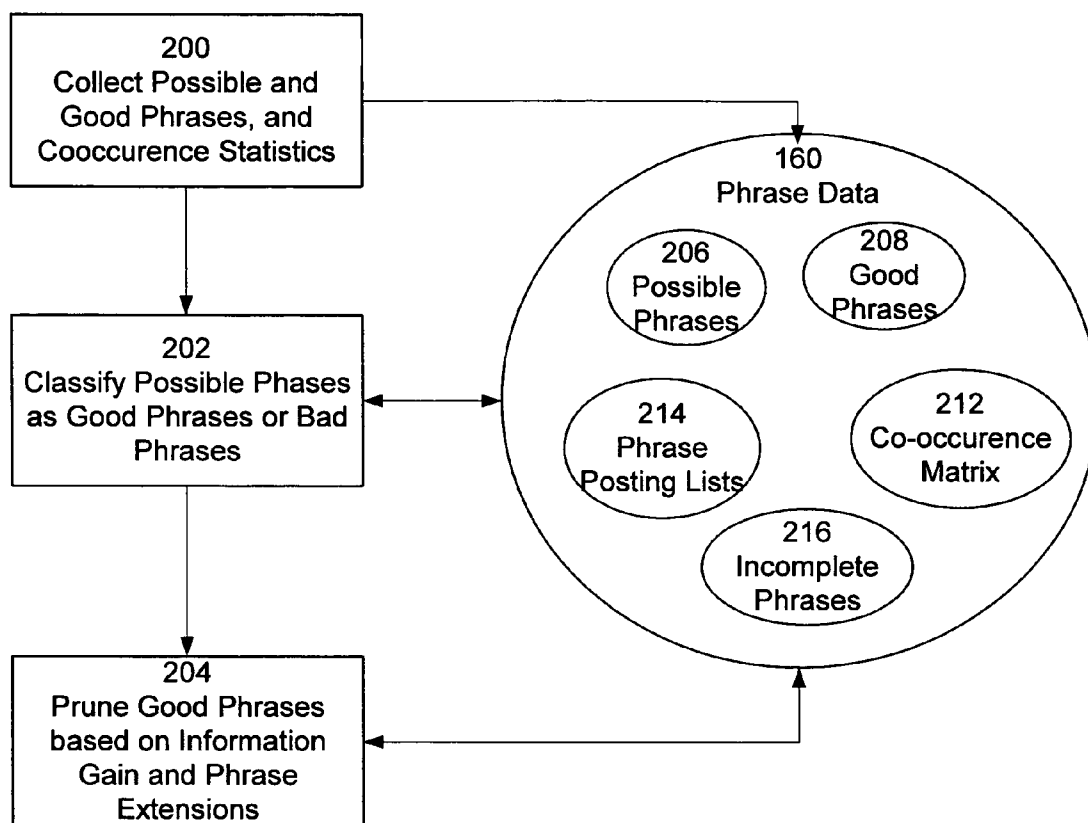 200
Collect Possible and
Good Phrases, and
Cooccurence Statistics
160
Phrase Data
206
Possible
Phrases
208
Good
Phrases
202
Classify Possible Phases
as Good Phrases or Bad
Phrases
214
Phrase
Posting Lists
212
Co-occurence
Matrix
216
Incomplete
Phrases
204
Prune Good Phrases
based on Information
Gain and Phrase
Extensions